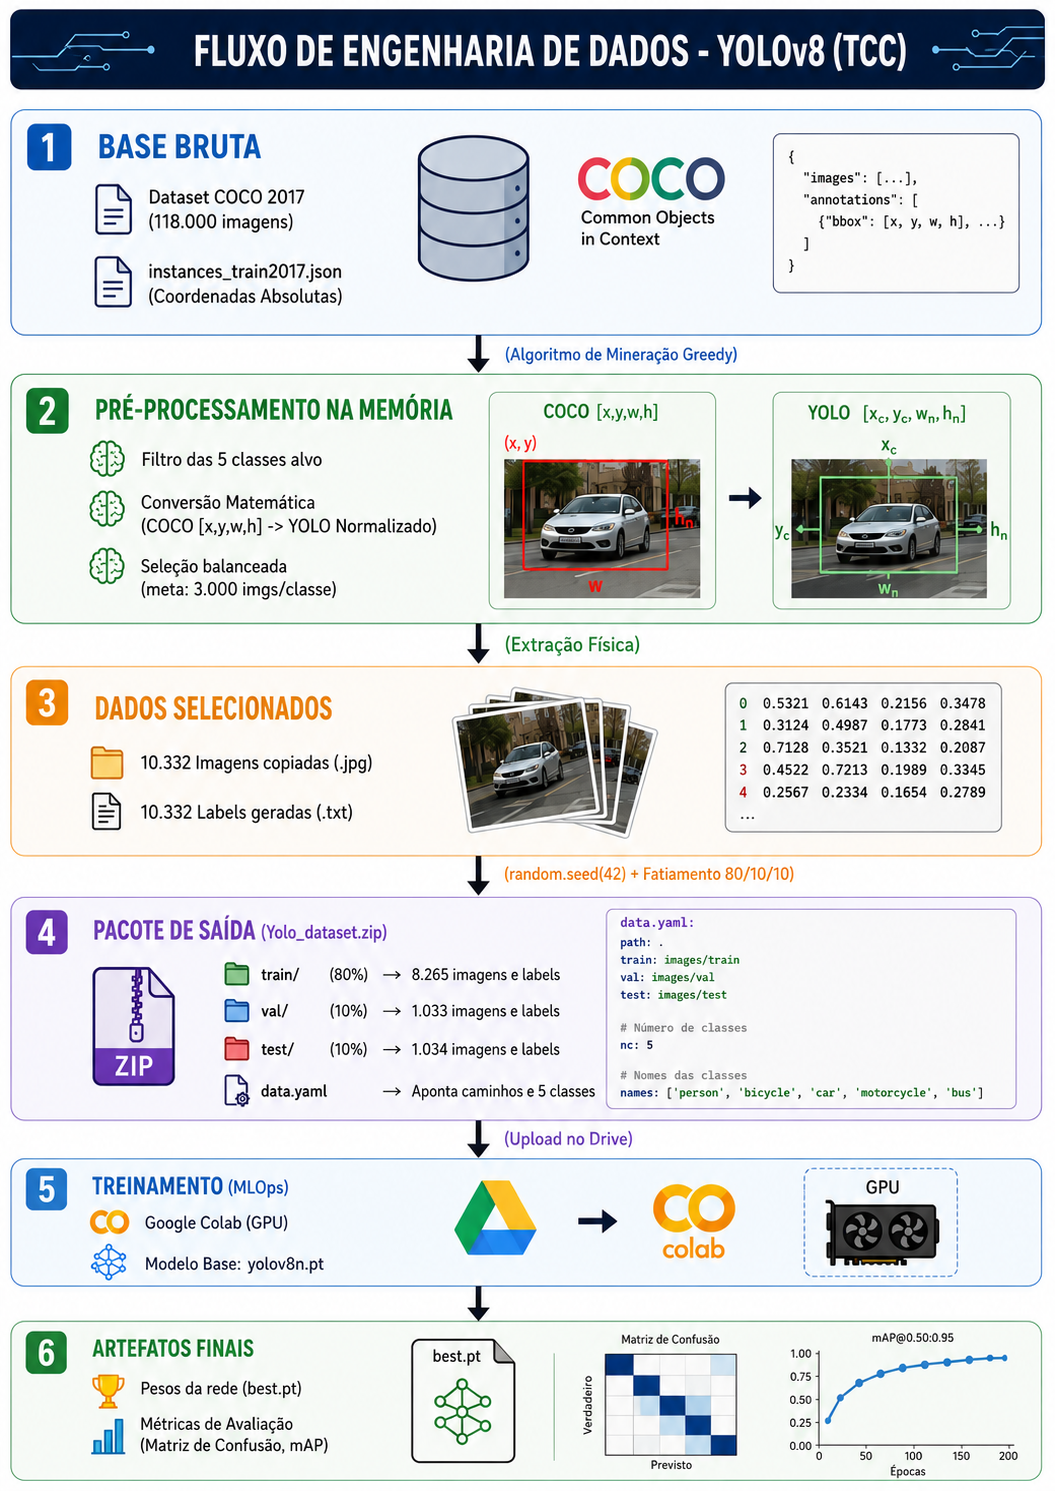 FLUXO DE ENGENHARIA DE DADOS - YOLOv8 (TCC)
1
BASE BRUTA
Dataset COCO 2017
(118.000 imagens)
instances_train2017.json
(Coordenadas Absolutas)
COCO
Common Objects
in Context
{
"images": [...],
"annotations": [
{"bbox": [x, y, w, h], ...}
]
}
(Algoritmo de Mineração Greedy)
2
PRÉ-PROCESSAMENTO NA MEMÓRIA
Filtro das 5 classes alvo
Conversão Matemática
(COCO [x,y,w,h] -> YOLO Normalizado)
Seleção balanceada
(meta: 3.000 imgs/classe)
COCO [x,y,w,h]
(x, y)
hn
w
YOLO [xc, yc, wn, hn]
xc
yc
hn
wn
(Extração Física)
3
DADOS SELECIONADOS
10.332 Imagens copiadas (.jpg)
10.332 Labels geradas (.txt)
0 0.5321 0.6143 0.2156 0.3478
1 0.3124 0.4987 0.1773 0.2841
2 0.7128 0.3521 0.1332 0.2087
3 0.4522 0.7213 0.1989 0.3345
4 0.2567 0.2334 0.1654 0.2789
...
(random.seed(42) + Fatiamento 80/10/10)
4
PACOTE DE SAÍDA (Yolo_dataset.zip)
ZIP
train/ (80%) → 8.265 imagens e labels
val/ (10%) → 1.033 imagens e labels
test/ (10%) → 1.034 imagens e labels
data.yaml → Aponta caminhos e 5 classes
data.yaml:
path: .
train: images/train
val: images/val
test: images/test
# Número de classes
nc: 5
# Nomes das classes
names: ['person', 'bicycle', 'car', 'motorcycle', 'bus']
(Upload no Drive)
5
TREINAMENTO (MLOps)
Google Colab (GPU)
Modelo Base: yolov8n.pt
colab
GPU
6
ARTEFATOS FINAIS
Pesos da rede (best.pt)
Métricas de Avaliação
(Matriz de Confusão, mAP)
best.pt
Matriz de Confusão
Verdadeiro
Previsto
mAP@0.50:0.95
1.00
0.75
0.50
0.25
0.00
0 50 100 150 200
Épocas